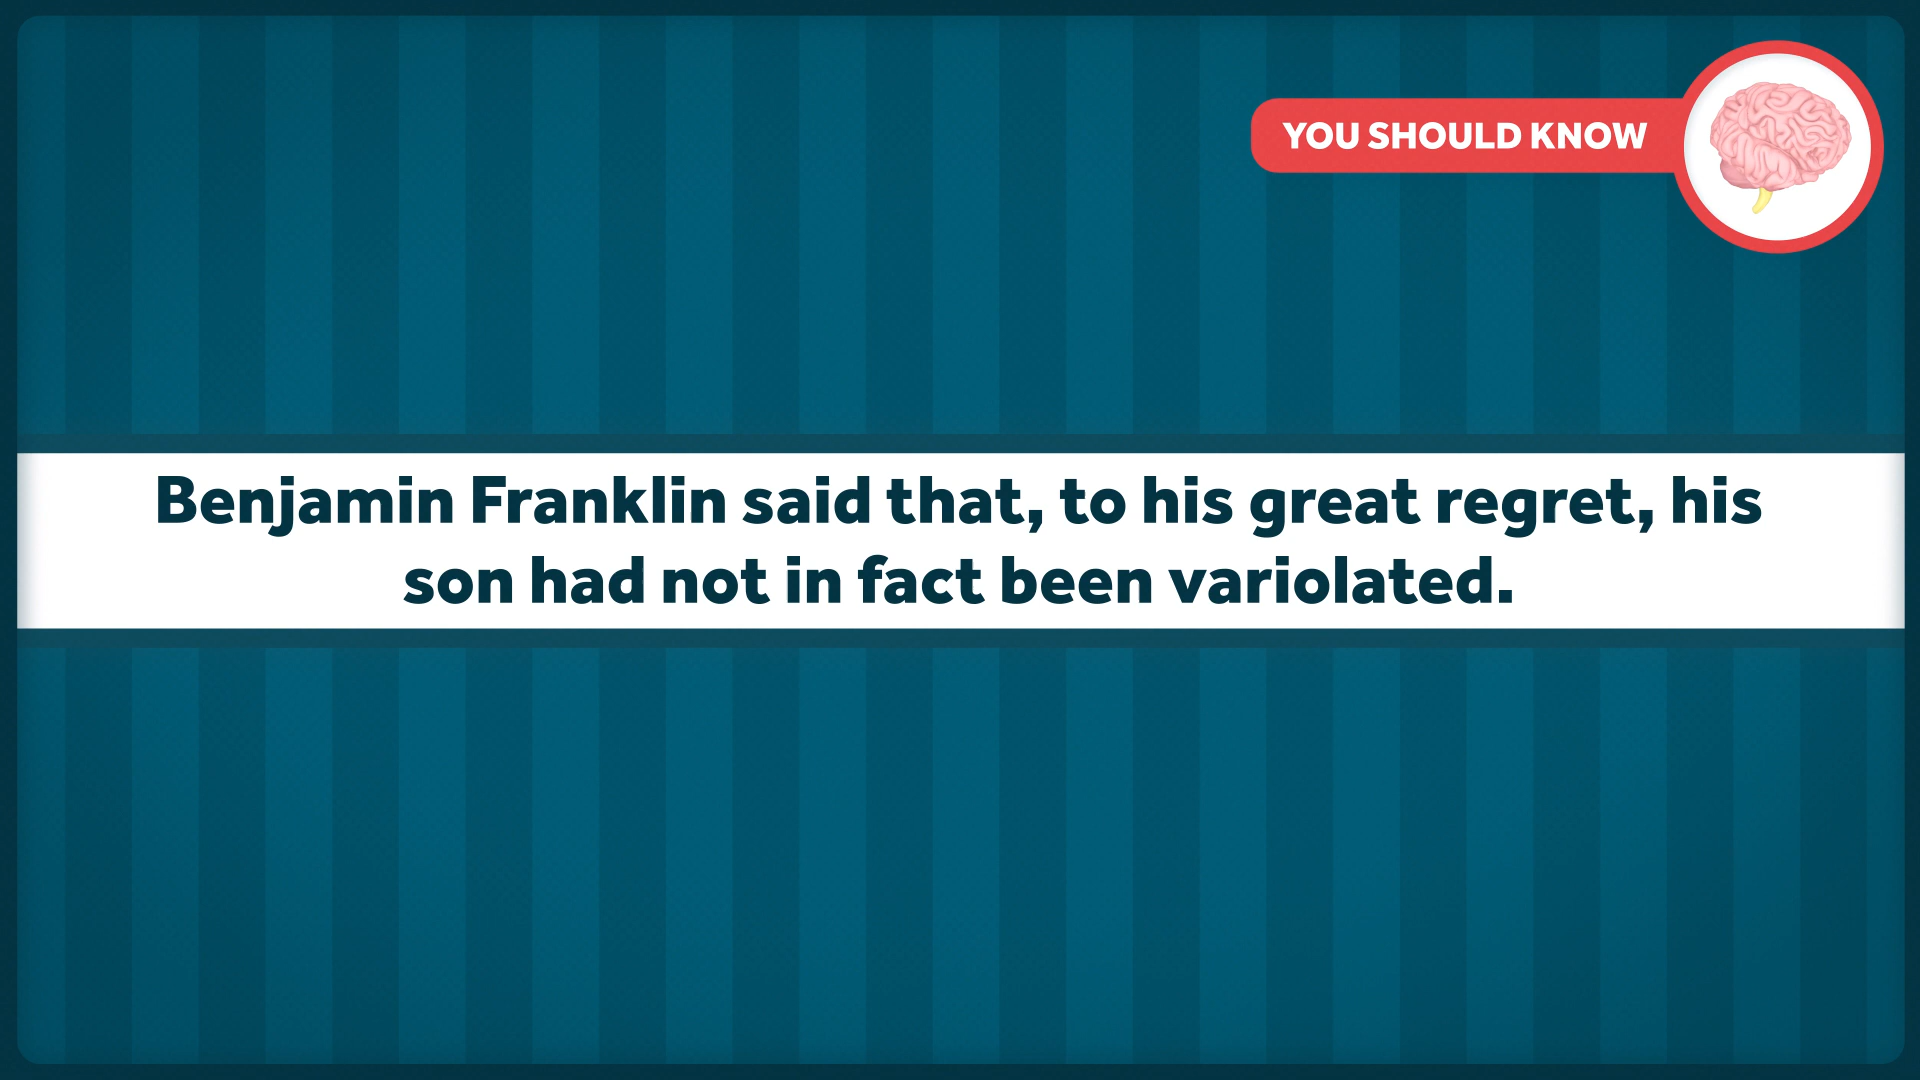 YOU SHOULD KNOW
Benjamin Franklin said that, to his great regret, his
son had not in fact been variolated.